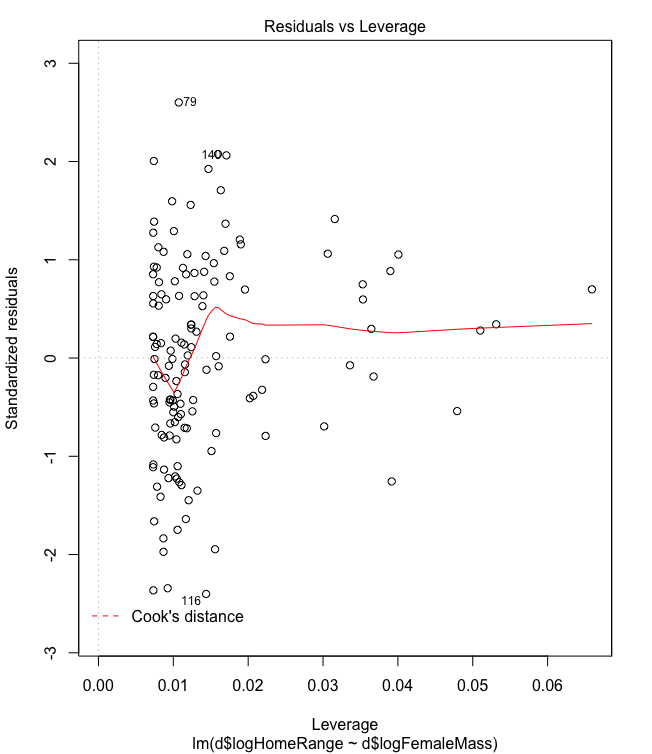 Residuals vs Leverage
3
2
1
0
-1
-2
-3
Standardized residuals
79
140
116
Cook's distance
0.00 0.01 0.02 0.03 0.04 0.05 0.06
Leverage
lm(d$logHomeRange ~ d$logFemaleMass)